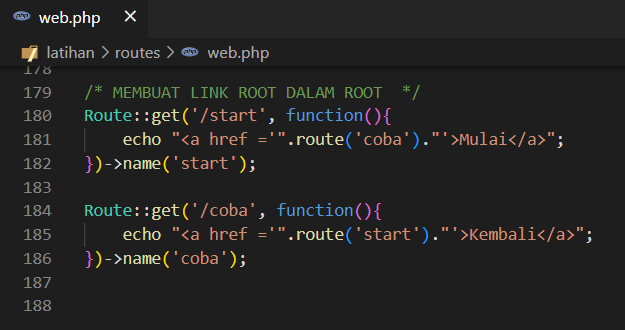 web.php
latihan > routes > web.php
178
179 /* MEMBUAT LINK ROOT DALAM ROOT  */
180 Route::get('/start', function(){
181     echo "<a href ='".route('coba')."'>Mulai</a>";
182 })->name('start');
183
184 Route::get('/coba', function(){
185     echo "<a href ='".route('start')."'>Kembali</a>";
186 })->name('coba');
187
188